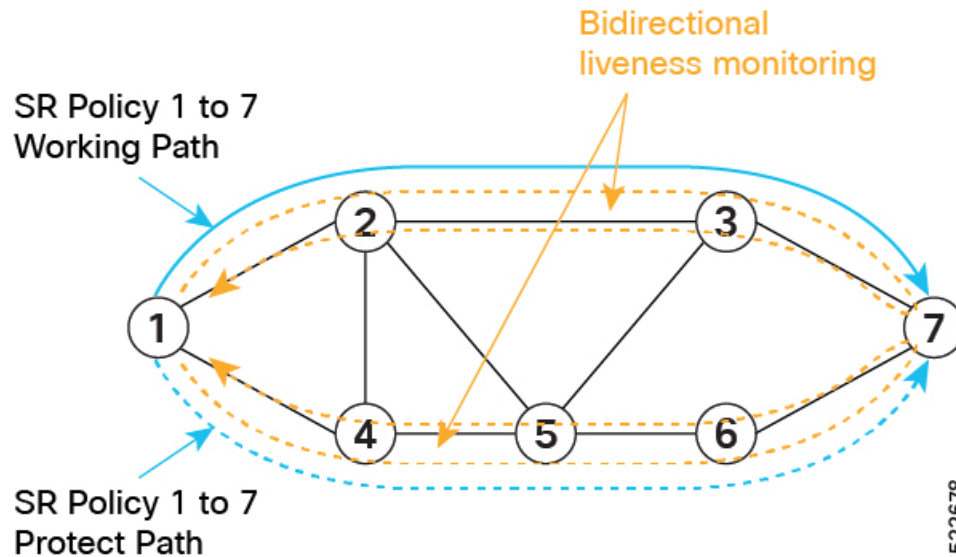 Bidirectional
liveness monitoring
SR Policy 1 to 7
Working Path
2
3
1
7
4
5
6
SR Policy 1 to 7
Protect Path
522678